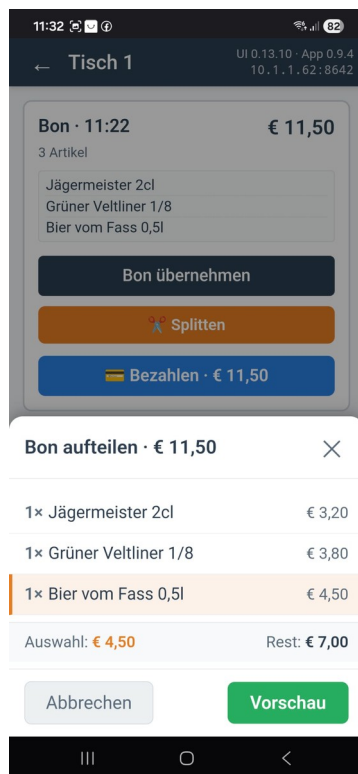 11:32
82
← Tisch 1
UI 0.13.10 · App 0.9.4
10.1.1.62:8642
Bon · 11:22
€ 11,50
3 Artikel
Jägermeister 2cl
Grüner Veltliner 1/8
Bier vom Fass 0,5l
Bon übernehmen
Splitten
Bezahlen · € 11,50
Bon aufteilen · € 11,50
1× Jägermeister 2cl
€ 3,20
1× Grüner Veltliner 1/8
€ 3,80
1× Bier vom Fass 0,5l
€ 4,50
Auswahl: € 4,50
Rest: € 7,00
Abbrechen
Vorschau